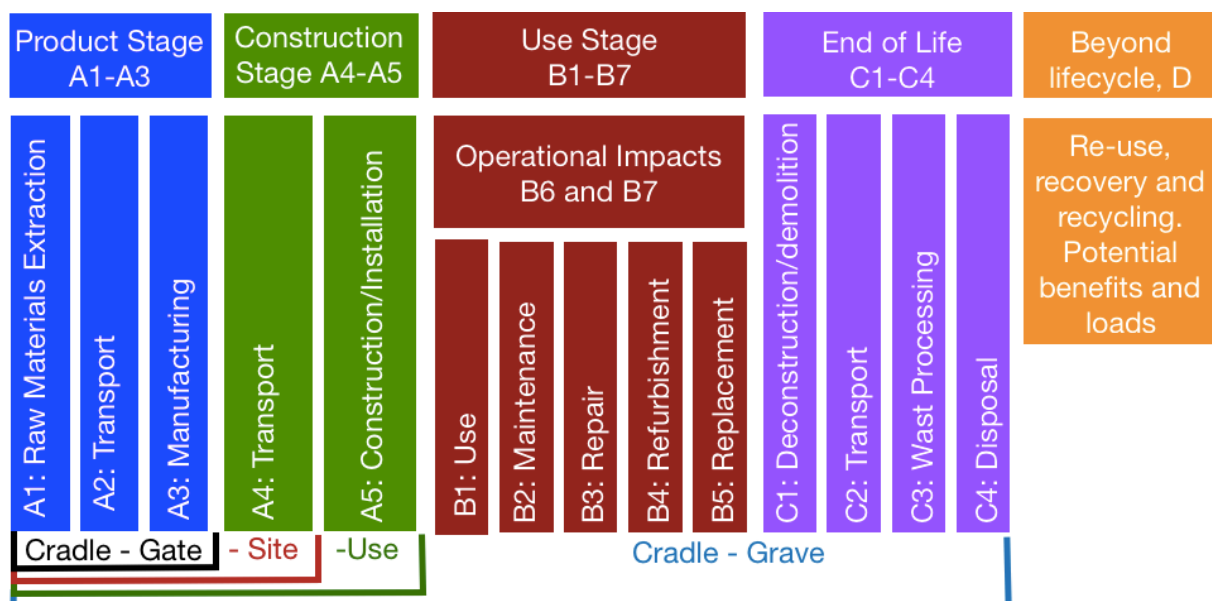 Product Stage
A1-A3
Construction
Stage A4-A5
Use Stage
B1-B7
End of Life
C1-C4
Beyond
lifecycle, D
A1: Raw Materials Extraction
A2: Transport
A3: Manufacturing
A4: Transport
A5: Construction/Installation
Operational Impacts
B6 and B7
B1: Use
B2: Maintenance
B3: Repair
B4: Refurbishment
B5: Replacement
C1: Deconstruction/demolition
C2: Transport
C3: Wast Processing
C4: Disposal
Re-use,
recovery and
recycling.
Potential
benefits and
loads
Cradle - Gate
- Site
-Use
Cradle - Grave